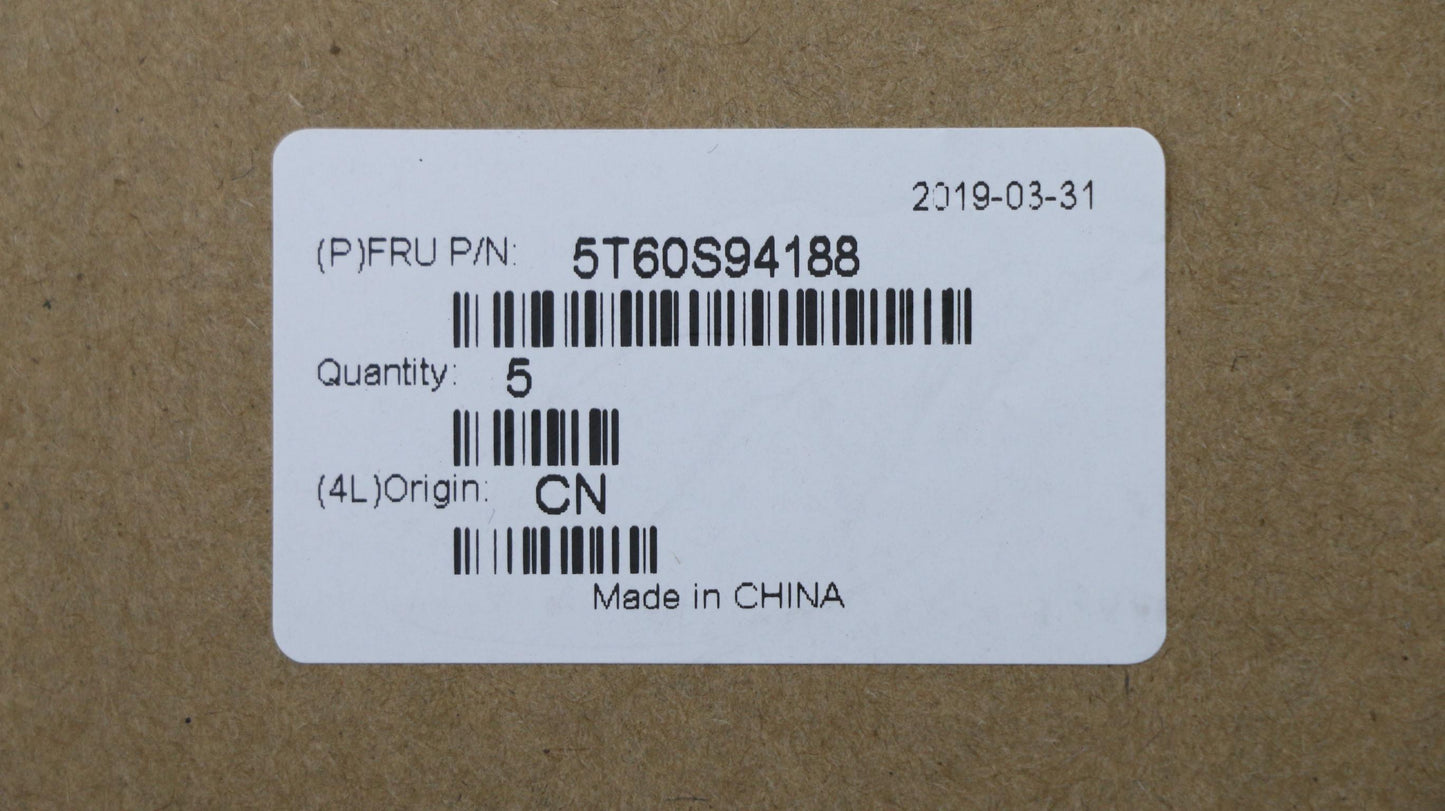 2019-03-31
(P)FRU P/N: 5T60S94188
Quantity: 5
(4L)Origin: CN
Made in CHINA